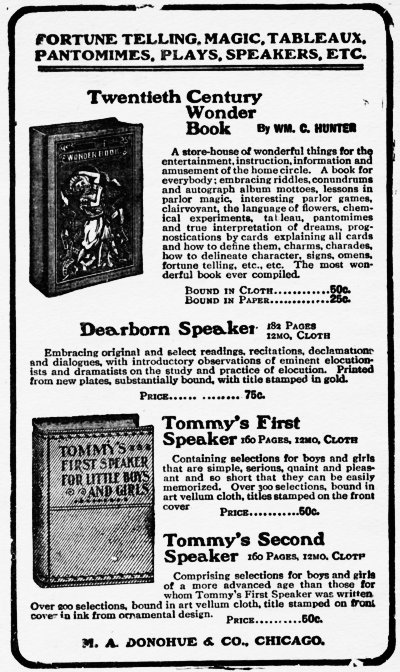 FORTUNE TELLING, MAGIC, TABLEAUX,
PANTOMIMES, PLAYS, SPEAKERS, ETC.
Twentieth Century
Wonder
Book By WM. C. HUNTER
A store-house of wonderful things for the
entertainment, instruction, information and
amusement of the home circle. A book for
everybody; embracing riddles, conundrums
and autograph album mottoes, lessons in
parlor magic, interesting parlor games,
clairvoyant, the language of flowers, chem-
ical experiments, tableau, pantomimes
and true interpretation of dreams, prog-
nostications by cards explaining all cards
and how to define them, charms, charades,
how to delineate character, signs, omens,
fortune telling, etc., etc. The most won-
derful book ever compiled.
BOUND IN CLOTH............50c.
BOUND IN PAPER............25c.
WONDER BOOK
Dearborn Speaker 182 PAGES
12MO, CLOTH
Embracing original and select readings, recitations, declamations
and dialogues, with introductory observations of eminent elocution-
ists and dramatists on the study and practice of elocution. Printed
from new plates, substantially bound, with title stamped in gold.
PRICE...... ........ 75c.
TOMMY'S
FIRST SPEAKER
FOR LITTLE BOYS
AND GIRLS
Tommy's First
Speaker 160 PAGES, 12MO, CLOTH
Containing selections for boys and girls
that are simple, serious, quaint and pleas-
ant and so short that they can be easily
memorized. Over 300 selections, bound in
art vellum cloth, titles stamped on the front
cover PRICE...........50c.
Tommy's Second
Speaker 160 PAGES, 12MO, CLOTH
Comprising selections for boys and girls
of a more advanced age than those for
whom Tommy's First Speaker was written
Over 200 selections, bound in art vellum cloth, title stamped on front
cover in ink from ornamental design. PRICE...........50c.
M. A. DONOHUE & CO., CHICAGO.